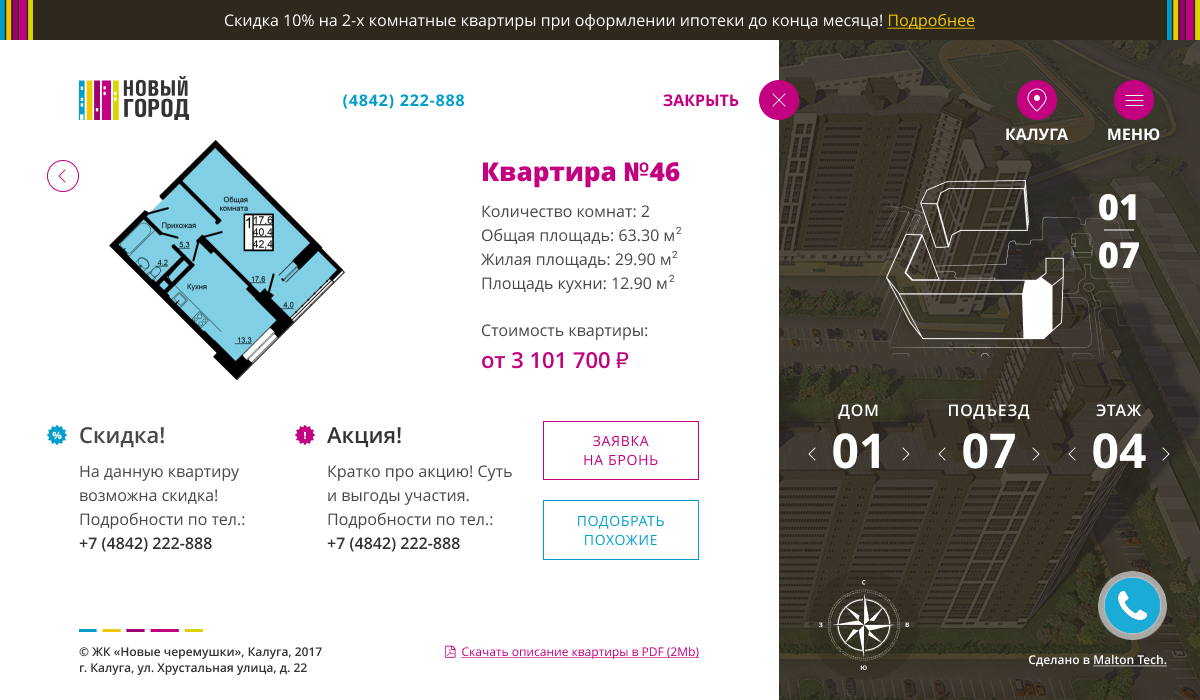 Скидка 10% на 2-х комнатные квартиры при оформлении ипотеки до конца месяца! Подробнее
НОВЫЙ
ГОРОД
(4842) 222-888
ЗАКРЫТЬ
КАЛУГА
МЕНЮ
Общая
комната
Прихожая
1
17.6
40.4
42.4
5.3
4.2
Кухня
17.6
4.0
13.3
Квартира №46
Количество комнат: 2
Общая площадь: 63.30 м²
Жилая площадь: 29.90 м²
Площадь кухни: 12.90 м²
Стоимость квартиры:
от 3 101 700 ₽
01
07
ДОМ
01
ПОДЪЕЗД
07
ЭТАЖ
04
% Скидка!
На данную квартиру
возможна скидка!
Подробности по тел.:
+7 (4842) 222-888
! Акция!
Кратко про акцию! Суть
и выгоды участия.
Подробности по тел.:
+7 (4842) 222-888
ЗАЯВКА
НА БРОНЬ
ПОДОБРАТЬ
ПОХОЖИЕ
С
З
В
Ю
© ЖК «Новые черемушки», Калуга, 2017
г. Калуга, ул. Хрустальная улица, д. 22
Скачать описание квартиры в PDF (2Mb)
Сделано в Malton Tech.